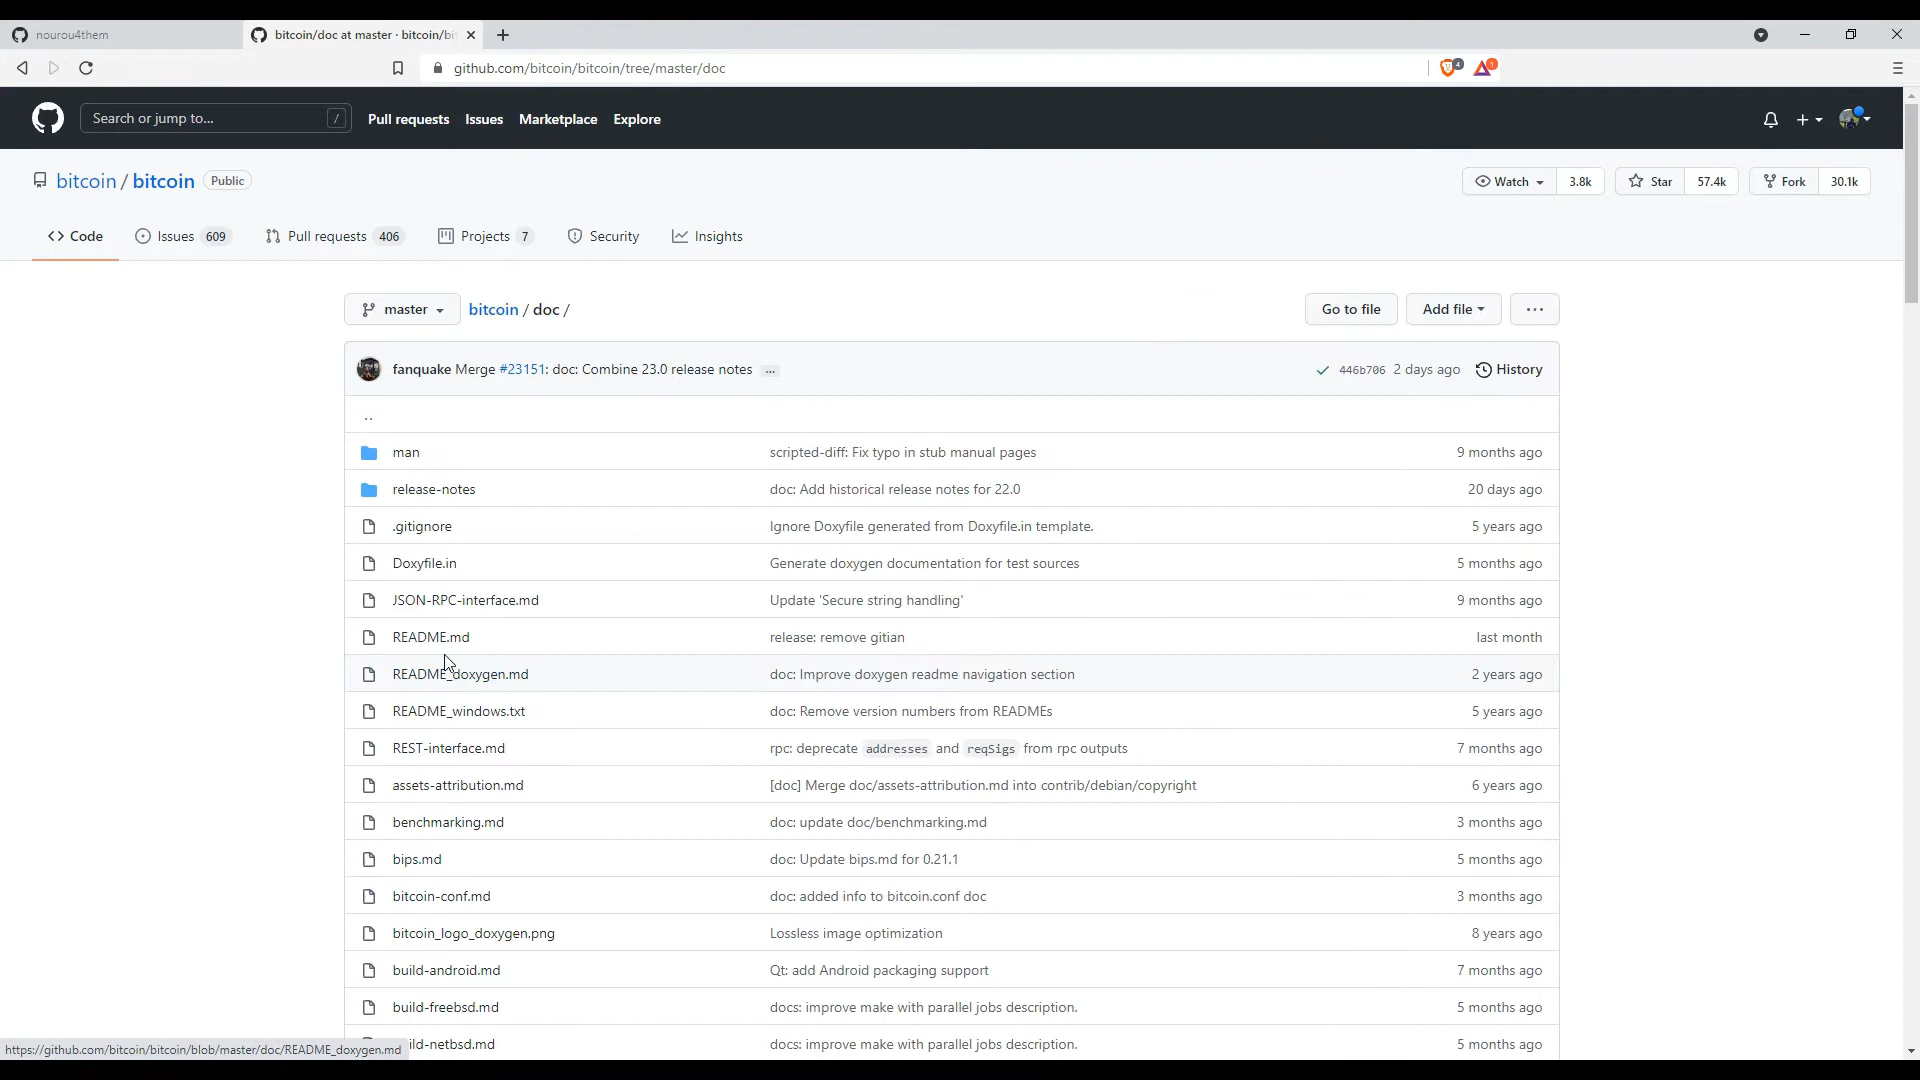 nourou4them
bitcoin/doc at master · bitcoin/bi
github.com/bitcoin/bitcoin/tree/master/doc
4
1
Search or jump to...
/
Pull requests Issues Marketplace Explore
bitcoin / bitcoin Public
Watch 3.8k
Star 57.4k
Fork 30.1k
Code
Issues 609
Pull requests 406
Projects 7
Security
Insights
master
bitcoin / doc /
Go to file
Add file
fanquake Merge #23151: doc: Combine 23.0 release notes ...
446b706 2 days ago History
..
man scripted-diff: Fix typo in stub manual pages 9 months ago
release-notes doc: Add historical release notes for 22.0 20 days ago
.gitignore Ignore Doxyfile generated from Doxyfile.in template. 5 years ago
Doxyfile.in Generate doxygen documentation for test sources 5 months ago
JSON-RPC-interface.md Update 'Secure string handling' 9 months ago
README.md release: remove gitian last month
README_doxygen.md doc: Improve doxygen readme navigation section 2 years ago
README_windows.txt doc: Remove version numbers from READMEs 5 years ago
REST-interface.md rpc: deprecate addresses and reqSigs from rpc outputs 7 months ago
assets-attribution.md [doc] Merge doc/assets-attribution.md into contrib/debian/copyright 6 years ago
benchmarking.md doc: update doc/benchmarking.md 3 months ago
bips.md doc: Update bips.md for 0.21.1 5 months ago
bitcoin-conf.md doc: added info to bitcoin.conf doc 3 months ago
bitcoin_logo_doxygen.png Lossless image optimization 8 years ago
build-android.md Qt: add Android packaging support 7 months ago
build-freebsd.md docs: improve make with parallel jobs description. 5 months ago
ild-netbsd.md docs: improve make with parallel jobs description. 5 months ago
https://github.com/bitcoin/bitcoin/blob/master/doc/README_doxygen.md